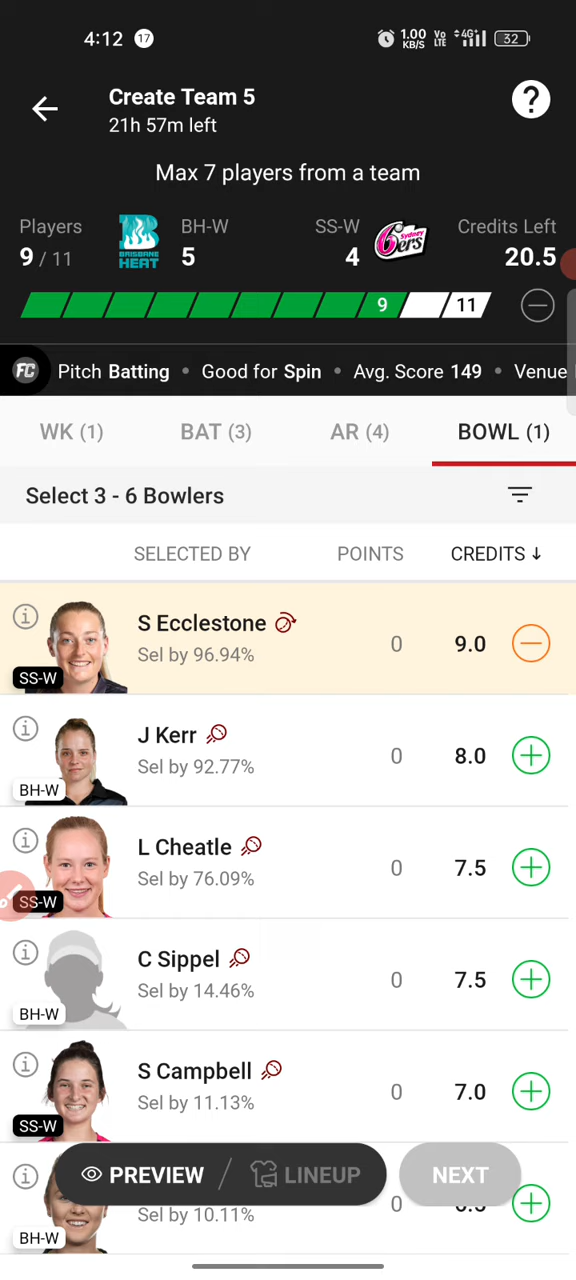 4:12 17 1.00 KB/S Vo LTE 4G+ 32
Create Team 5
21h 57m left
?
Max 7 players from a team
Players BH-W SS-W Credits Left
9 / 11 BRISBANE HEAT 5 4 Sydney 6ers 20.5
9 11
FC Pitch Batting • Good for Spin • Avg. Score 149 • Venue
WK (1) BAT (3) AR (4) BOWL (1)
Select 3 - 6 Bowlers
SELECTED BY POINTS CREDITS ↓
S Ecclestone
Sel by 96.94% 0 9.0
SS-W
J Kerr
Sel by 92.77% 0 8.0
BH-W
L Cheatle
Sel by 76.09% 0 7.5
SS-W
C Sippel
Sel by 14.46% 0 7.5
BH-W
S Campbell
Sel by 11.13% 0 7.0
SS-W
PREVIEW / LINEUP NEXT
Sel by 10.11% 0
BH-W